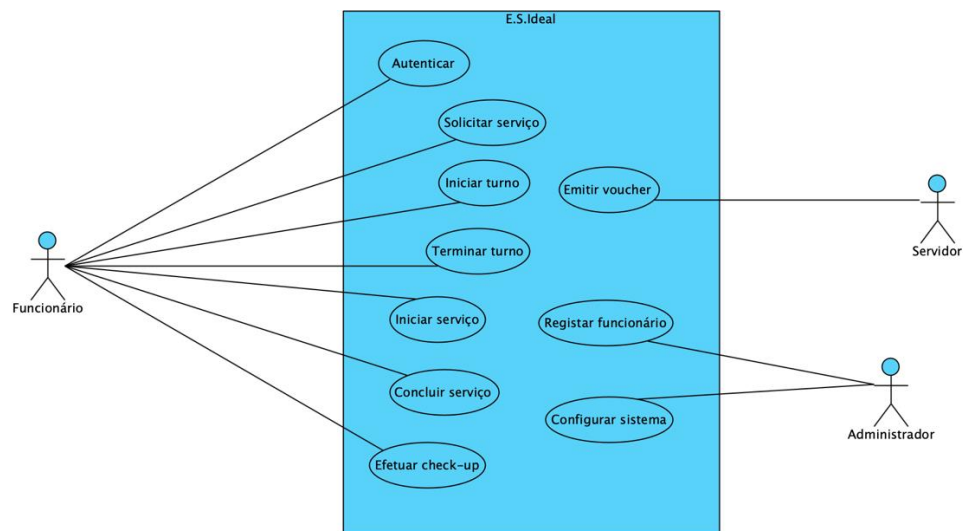 E.S.Ideal
Autenticar
Solicitar serviço
Iniciar turno
Emitir voucher
Terminar turno
Servidor
Funcionário
Iniciar serviço
Registar funcionário
Concluir serviço
Configurar sistema
Administrador
Efetuar check-up